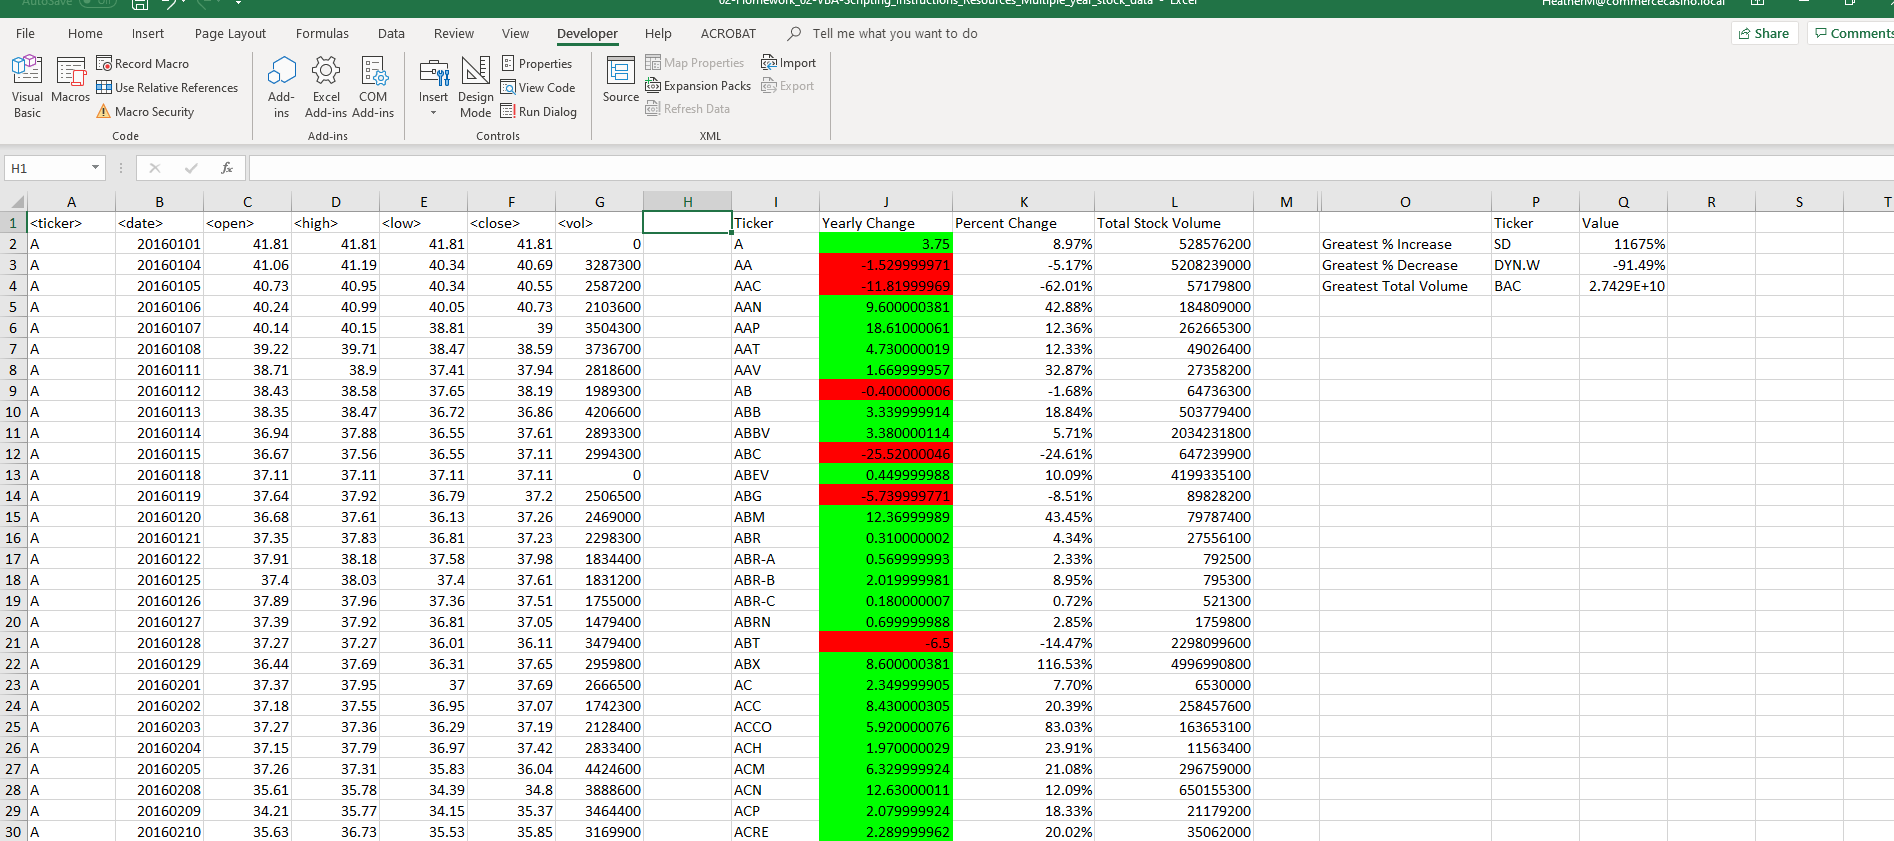 AutoSave Off 02-Homework_02-VBA-Scripting_Instructions_Resources_Multiple_year_stock_data - Excel HeatherM@commercecasino.local
File Home Insert Page Layout Formulas Data Review View Developer Help ACROBAT Tell me what you want to do Share Comments
Visual Basic
Macros
Record Macro
Use Relative References
Macro Security
Code
Add-ins
Excel Add-ins
COM Add-ins
Add-ins
Insert
Design Mode
Properties
View Code
Run Dialog
Controls
Source
Map Properties
Expansion Packs
Refresh Data
Import
Export
XML
H1 fx
A B C D E F G H I J K L M O P Q R S T
1 <ticker> <date> <open> <high> <low> <close> <vol> Ticker Yearly Change Percent Change Total Stock Volume Ticker Value
2 A 20160101 41.81 41.81 41.81 41.81 0 A 3.75 8.97% 528576200 Greatest % Increase SD 11675%
3 A 20160104 41.06 41.19 40.34 40.69 3287300 AA -1.529999971 -5.17% 5208239000 Greatest % Decrease DYN.W -91.49%
4 A 20160105 40.73 40.95 40.34 40.55 2587200 AAC -11.81999969 -62.01% 57179800 Greatest Total Volume BAC 2.7429E+10
5 A 20160106 40.24 40.99 40.05 40.73 2103600 AAN 9.600000381 42.88% 184809000
6 A 20160107 40.14 40.15 38.81 39 3504300 AAP 18.61000061 12.36% 262665300
7 A 20160108 39.22 39.71 38.47 38.59 3736700 AAT 4.730000019 12.33% 49026400
8 A 20160111 38.71 38.9 37.41 37.94 2818600 AAV 1.669999957 32.87% 27358200
9 A 20160112 38.43 38.58 37.65 38.19 1989300 AB -0.400000006 -1.68% 64736300
10 A 20160113 38.35 38.47 36.72 36.86 4206600 ABB 3.339999914 18.84% 503779400
11 A 20160114 36.94 37.88 36.55 37.61 2893300 ABBV 3.380000114 5.71% 2034231800
12 A 20160115 36.67 37.56 36.55 37.11 2994300 ABC -25.52000046 -24.61% 647239900
13 A 20160118 37.11 37.11 37.11 37.11 0 ABEV 0.449999988 10.09% 4199335100
14 A 20160119 37.64 37.92 36.79 37.2 2506500 ABG -5.739999771 -8.51% 89828200
15 A 20160120 36.68 37.61 36.13 37.26 2469000 ABM 12.36999989 43.45% 79787400
16 A 20160121 37.35 37.83 36.81 37.23 2298300 ABR 0.310000002 4.34% 27556100
17 A 20160122 37.91 38.18 37.58 37.98 1834400 ABR-A 0.569999993 2.33% 792500
18 A 20160125 37.4 38.03 37.4 37.61 1831200 ABR-B 2.019999981 8.95% 795300
19 A 20160126 37.89 37.96 37.36 37.51 1755000 ABR-C 0.180000007 0.72% 521300
20 A 20160127 37.39 37.92 36.81 37.05 1479400 ABRN 0.699999988 2.85% 1759800
21 A 20160128 37.27 37.27 36.01 36.11 3479400 ABT -6.5 -14.47% 2298099600
22 A 20160129 36.44 37.69 36.31 37.65 2959800 ABX 8.600000381 116.53% 4996990800
23 A 20160201 37.37 37.95 37 37.69 2666500 AC 2.349999905 7.70% 6530000
24 A 20160202 37.18 37.55 36.95 37.07 1742300 ACC 8.430000305 20.39% 258457600
25 A 20160203 37.27 37.36 36.29 37.19 2128400 ACCO 5.920000076 83.03% 163653100
26 A 20160204 37.15 37.79 36.97 37.42 2833400 ACH 1.970000029 23.91% 11563400
27 A 20160205 37.26 37.31 35.83 36.04 4424600 ACM 6.329999924 21.08% 296759000
28 A 20160208 35.61 35.78 34.39 34.8 3888600 ACN 12.63000011 12.09% 650155300
29 A 20160209 34.21 35.77 34.15 35.37 3464400 ACP 2.079999924 18.33% 21179200
30 A 20160210 35.63 36.73 35.53 35.85 3169900 ACRE 2.289999962 20.02% 35062000